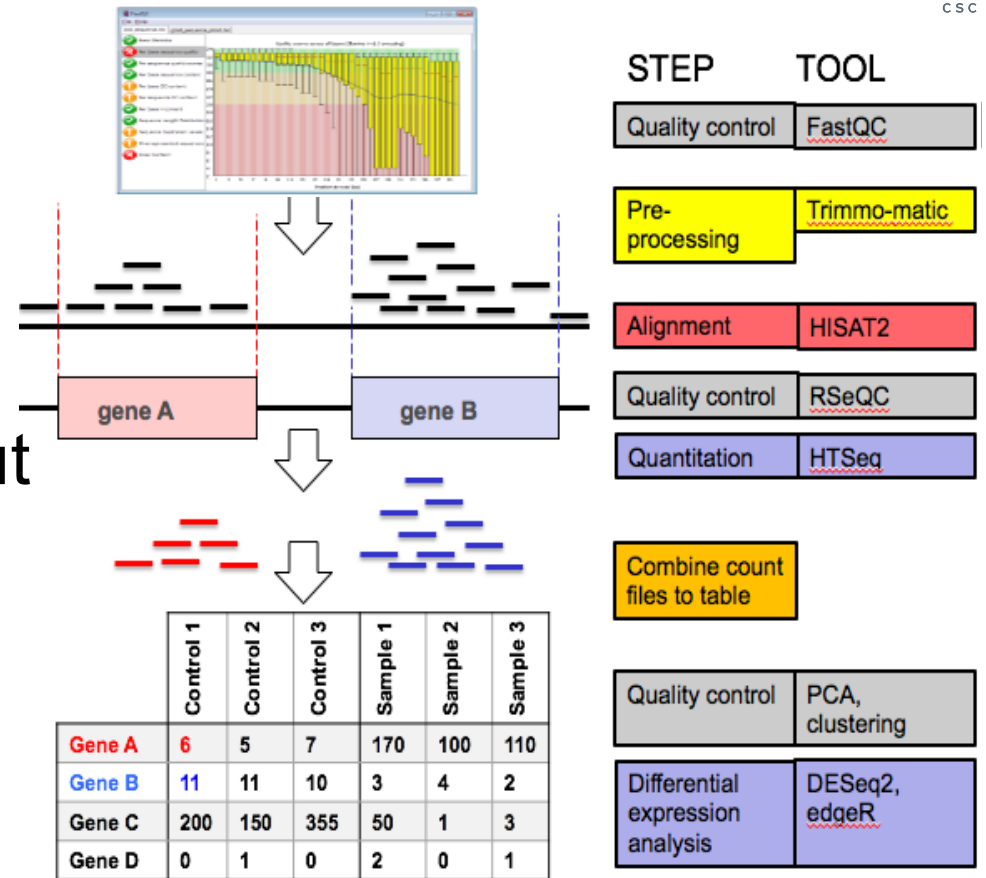 CSC
STEP TOOL
Quality control FastQC
Pre-
processing
Trimmo-matic
Alignment HISAT2
gene A gene B
Quality control RSeQC
Quantitation HTSeq
ut
Combine count
files to table
Control 1 Control 2 Control 3 Sample 1 Sample 2 Sample 3
Gene A 6 5 7 170 100 110
Gene B 11 11 10 3 4 2
Gene C 200 150 355 50 1 3
Gene D 0 1 0 2 0 1
Quality control PCA,
clustering
Differential
expression
analysis
DESeq2,
edgeR